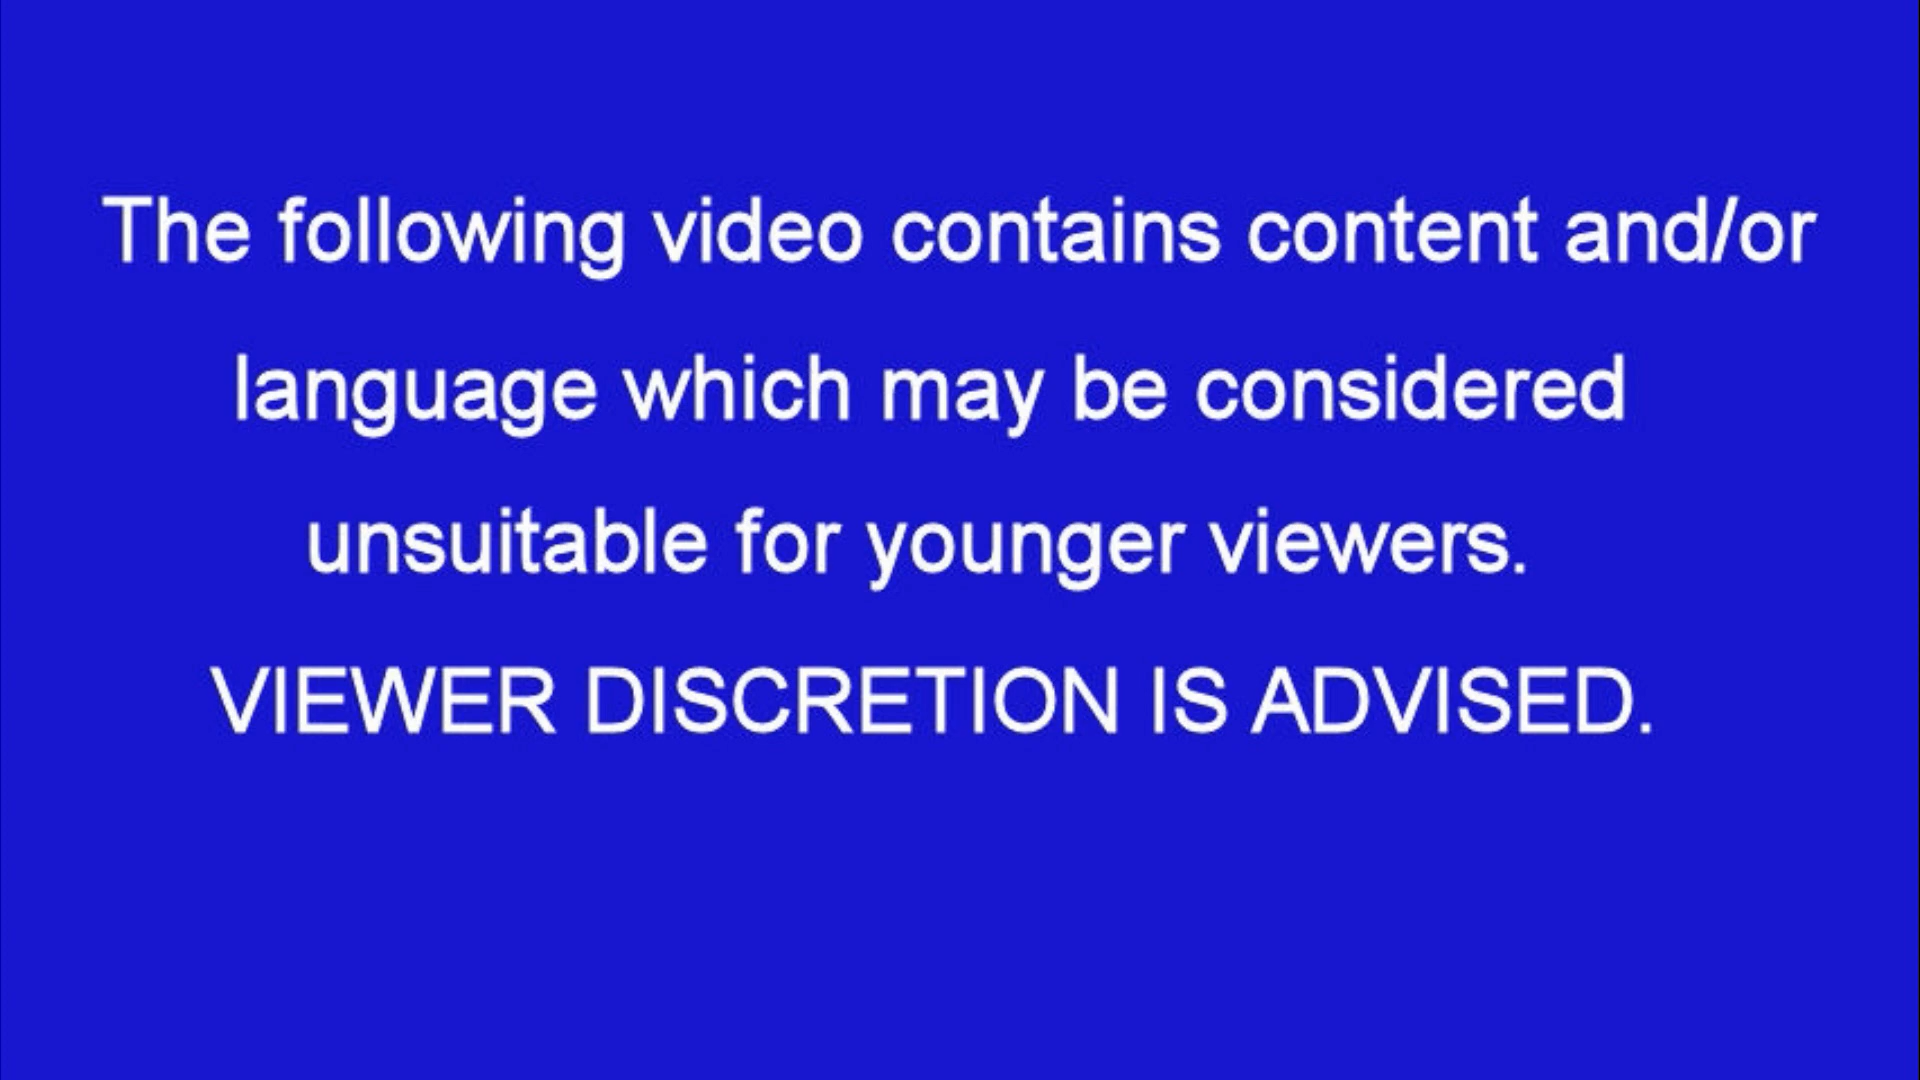 The following video contains content and/or
language which may be considered
unsuitable for younger viewers.
VIEWER DISCRETION IS ADVISED.